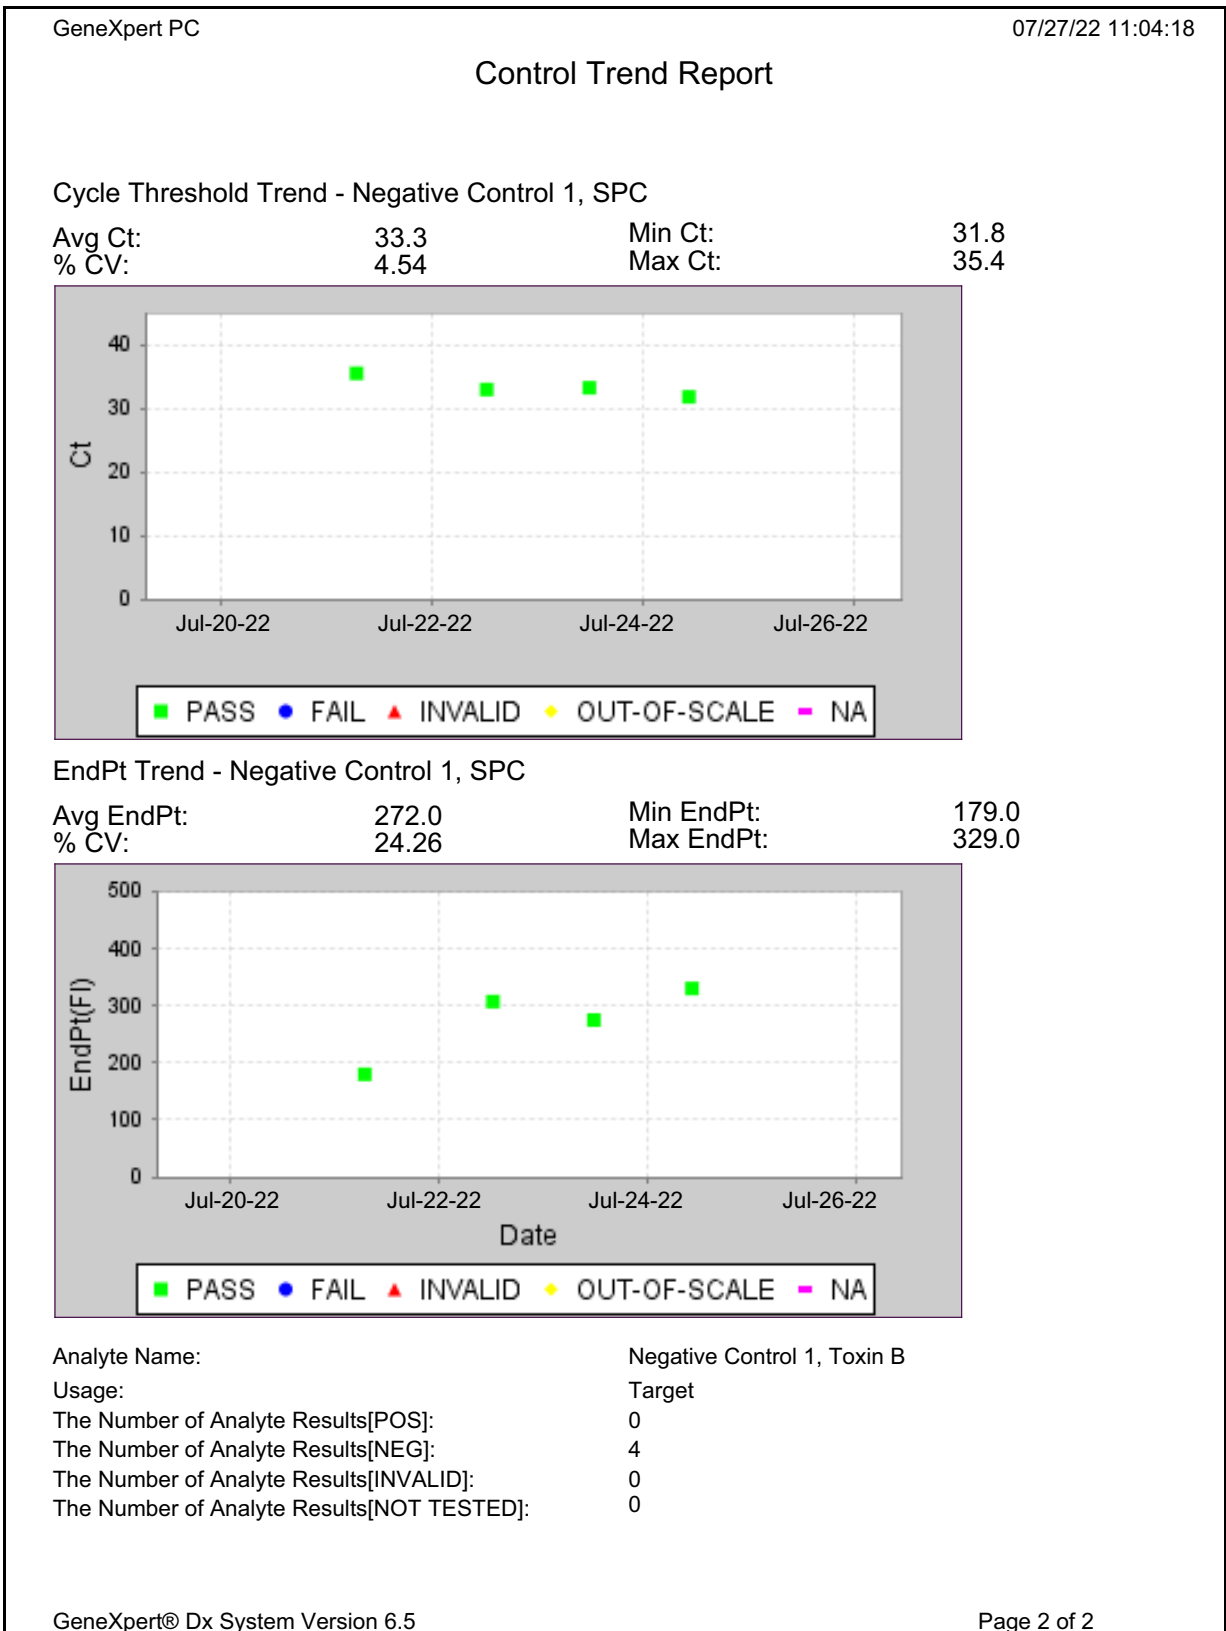 GeneXpert PC 07/27/22 11:04:18
Control Trend Report
Cycle Threshold Trend - Negative Control 1, SPC
Avg Ct: 33.3 Min Ct: 31.8
% CV: 4.54 Max Ct: 35.4
40
30
20
10
0
Ct
Jul-20-22 Jul-22-22 Jul-24-22 Jul-26-22
PASS FAIL INVALID OUT-OF-SCALE NA
EndPt Trend - Negative Control 1, SPC
Avg EndPt: 272.0 Min EndPt: 179.0
% CV: 24.26 Max EndPt: 329.0
500
400
300
200
100
0
EndPt(Fl)
Jul-20-22 Jul-22-22 Jul-24-22 Jul-26-22
Date
PASS FAIL INVALID OUT-OF-SCALE NA
Analyte Name: Negative Control 1, Toxin B
Usage: Target
The Number of Analyte Results[POS]: 0
The Number of Analyte Results[NEG]: 4
The Number of Analyte Results[INVALID]: 0
The Number of Analyte Results[NOT TESTED]: 0
GeneXpert® Dx System Version 6.5 Page 2 of 2